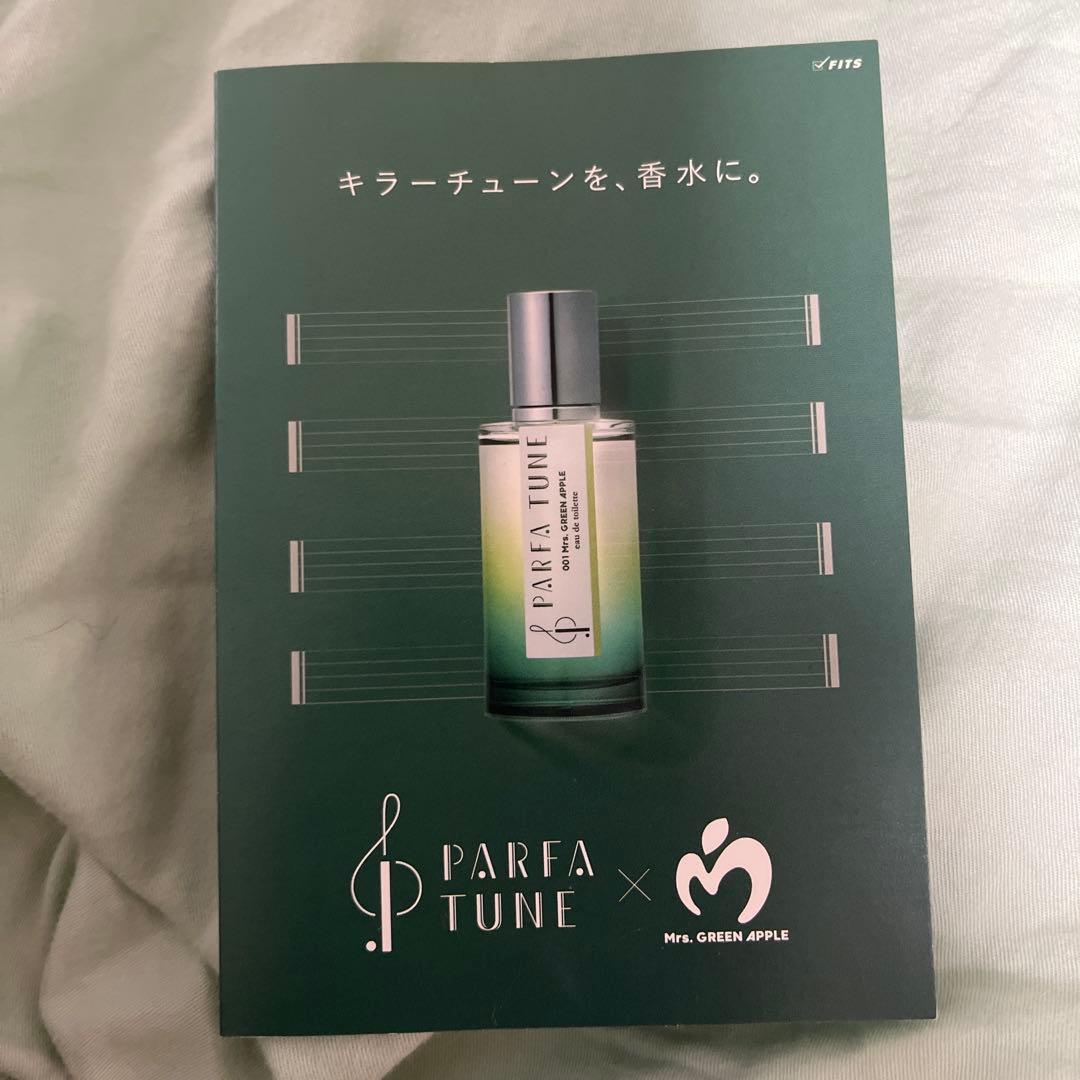 FITS
キラーチューンを、香水に。
PARFA TUNE
001 Mrs. GREEN APPLE
eau de toilette
PARFA
TUNE
×
Mrs. GREEN APPLE